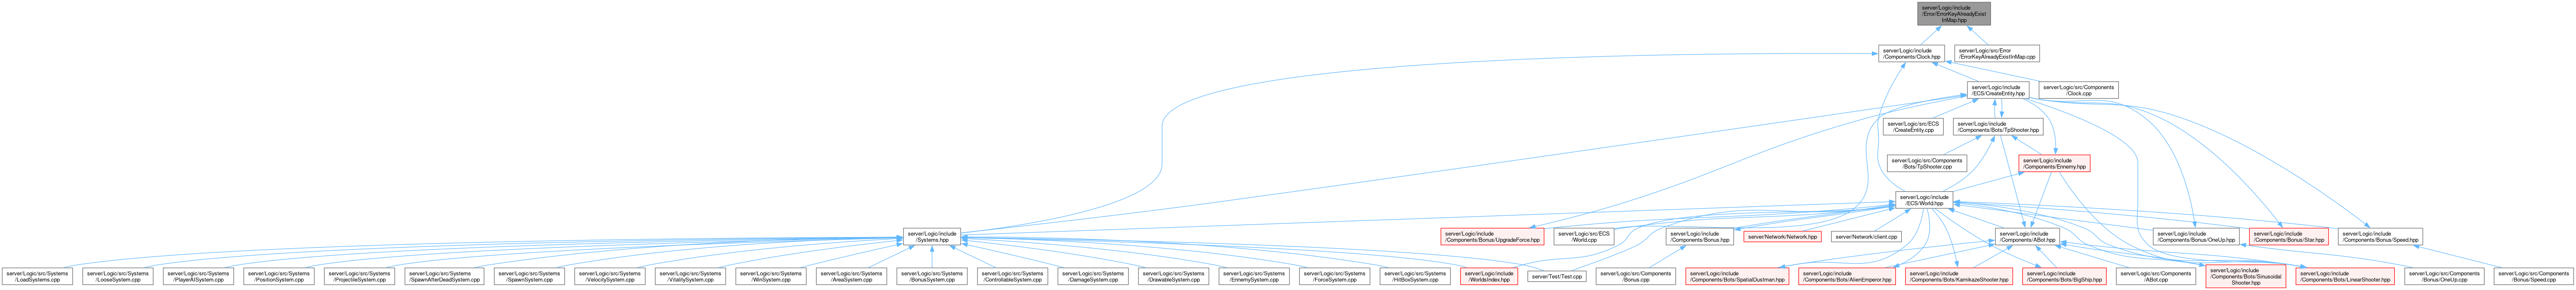 server/Logic/include
/Error/ErrorKeyAlreadyExist
InMap.hpp
server/Logic/include
/Components/Clock.hpp
server/Logic/src/Error
/ErrorKeyAlreadyExistInMap.cpp
server/Logic/include
/ECS/CreateEntity.hpp
server/Logic/src/Components
/Clock.cpp
server/Logic/src/ECS
/CreateEntity.cpp
server/Logic/include
/Components/Bots/TpShooter.hpp
server/Logic/src/Components
/Bots/TpShooter.cpp
server/Logic/include
/Components/Ennemy.hpp
server/Logic/include
/ECS/World.hpp
server/Logic/include
/Systems.hpp
server/Logic/include
/Components/Bonus/UpgradeForce.hpp
server/Logic/src/ECS
/World.cpp
server/Logic/include
/Components/Bonus.hpp
server/Network/Network.hpp
server/Network/client.cpp
server/Logic/include
/Components/ABot.hpp
server/Logic/include
/Components/Bonus/OneUp.hpp
server/Logic/include
/Components/Bonus/Star.hpp
server/Logic/include
/Components/Bonus/Speed.hpp
server/Logic/src/Systems
/LoadSystems.cpp
server/Logic/src/Systems
/LooseSystem.cpp
server/Logic/src/Systems
/PlayerAfSystem.cpp
server/Logic/src/Systems
/PositionSystem.cpp
server/Logic/src/Systems
/ProjectileSystem.cpp
server/Logic/src/Systems
/SpawnAfterDeadSystem.cpp
server/Logic/src/Systems
/SpawnSystem.cpp
server/Logic/src/Systems
/VelocitySystem.cpp
server/Logic/src/Systems
/VitalitySystem.cpp
server/Logic/src/Systems
/WinSystem.cpp
server/Logic/src/Systems
/AreaSystem.cpp
server/Logic/src/Systems
/BonusSystem.cpp
server/Logic/src/Systems
/ControllableSystem.cpp
server/Logic/src/Systems
/DamageSystem.cpp
server/Logic/src/Systems
/DrawableSystem.cpp
server/Logic/src/Systems
/EnnemySystem.cpp
server/Logic/src/Systems
/ForceSystem.cpp
server/Logic/src/Systems
/HitBoxSystem.cpp
server/Logic/include
/WorldsIndex.hpp
server/Test/Test.cpp
server/Logic/src/Components
/Bonus.cpp
server/Logic/include
/Components/Bots/SpatialDustman.hpp
server/Logic/include
/Components/Bots/AlienEmperor.hpp
server/Logic/include
/Components/Bots/KamikazeShooter.hpp
server/Logic/include
/Components/Bots/BigShip.hpp
server/Logic/src/Components
/ABot.cpp
server/Logic/include
/Components/Bots/Sinusoidal
Shooter.hpp
server/Logic/include
/Components/Bots/LinearShooter.hpp
server/Logic/src/Components
/Bonus/OneUp.cpp
server/Logic/src/Components
/Bonus/Speed.cpp